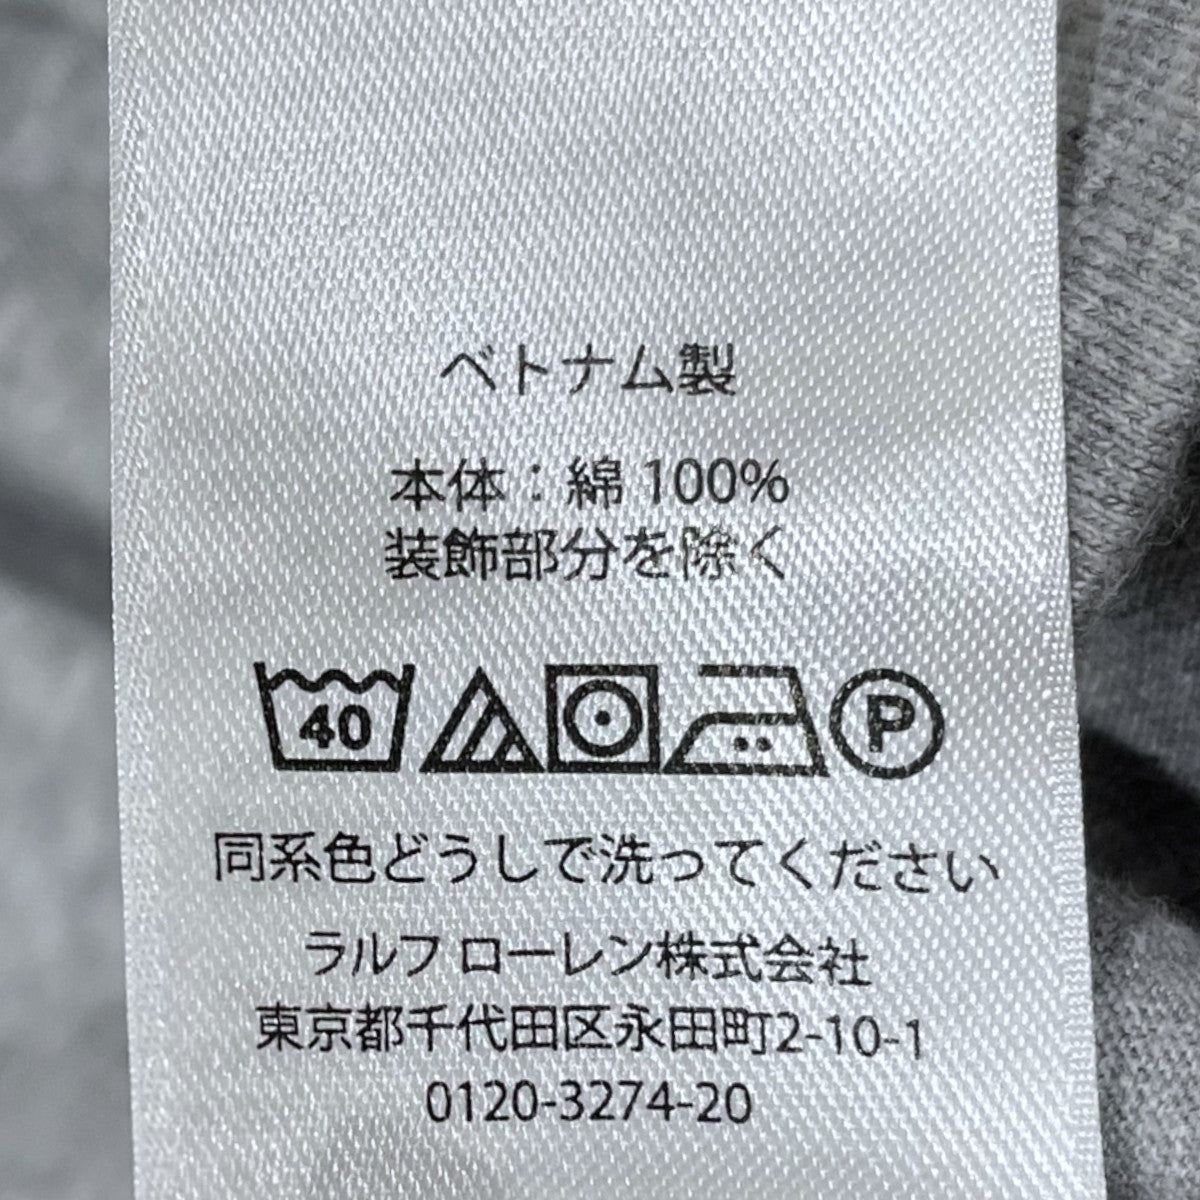 ベトナム製
本体：綿 100%
装飾部分を除く
40 P
同系色どうしで洗ってください
ラルフ ローレン株式会社
東京都千代田区永田町2-10-1
0120-3274-20